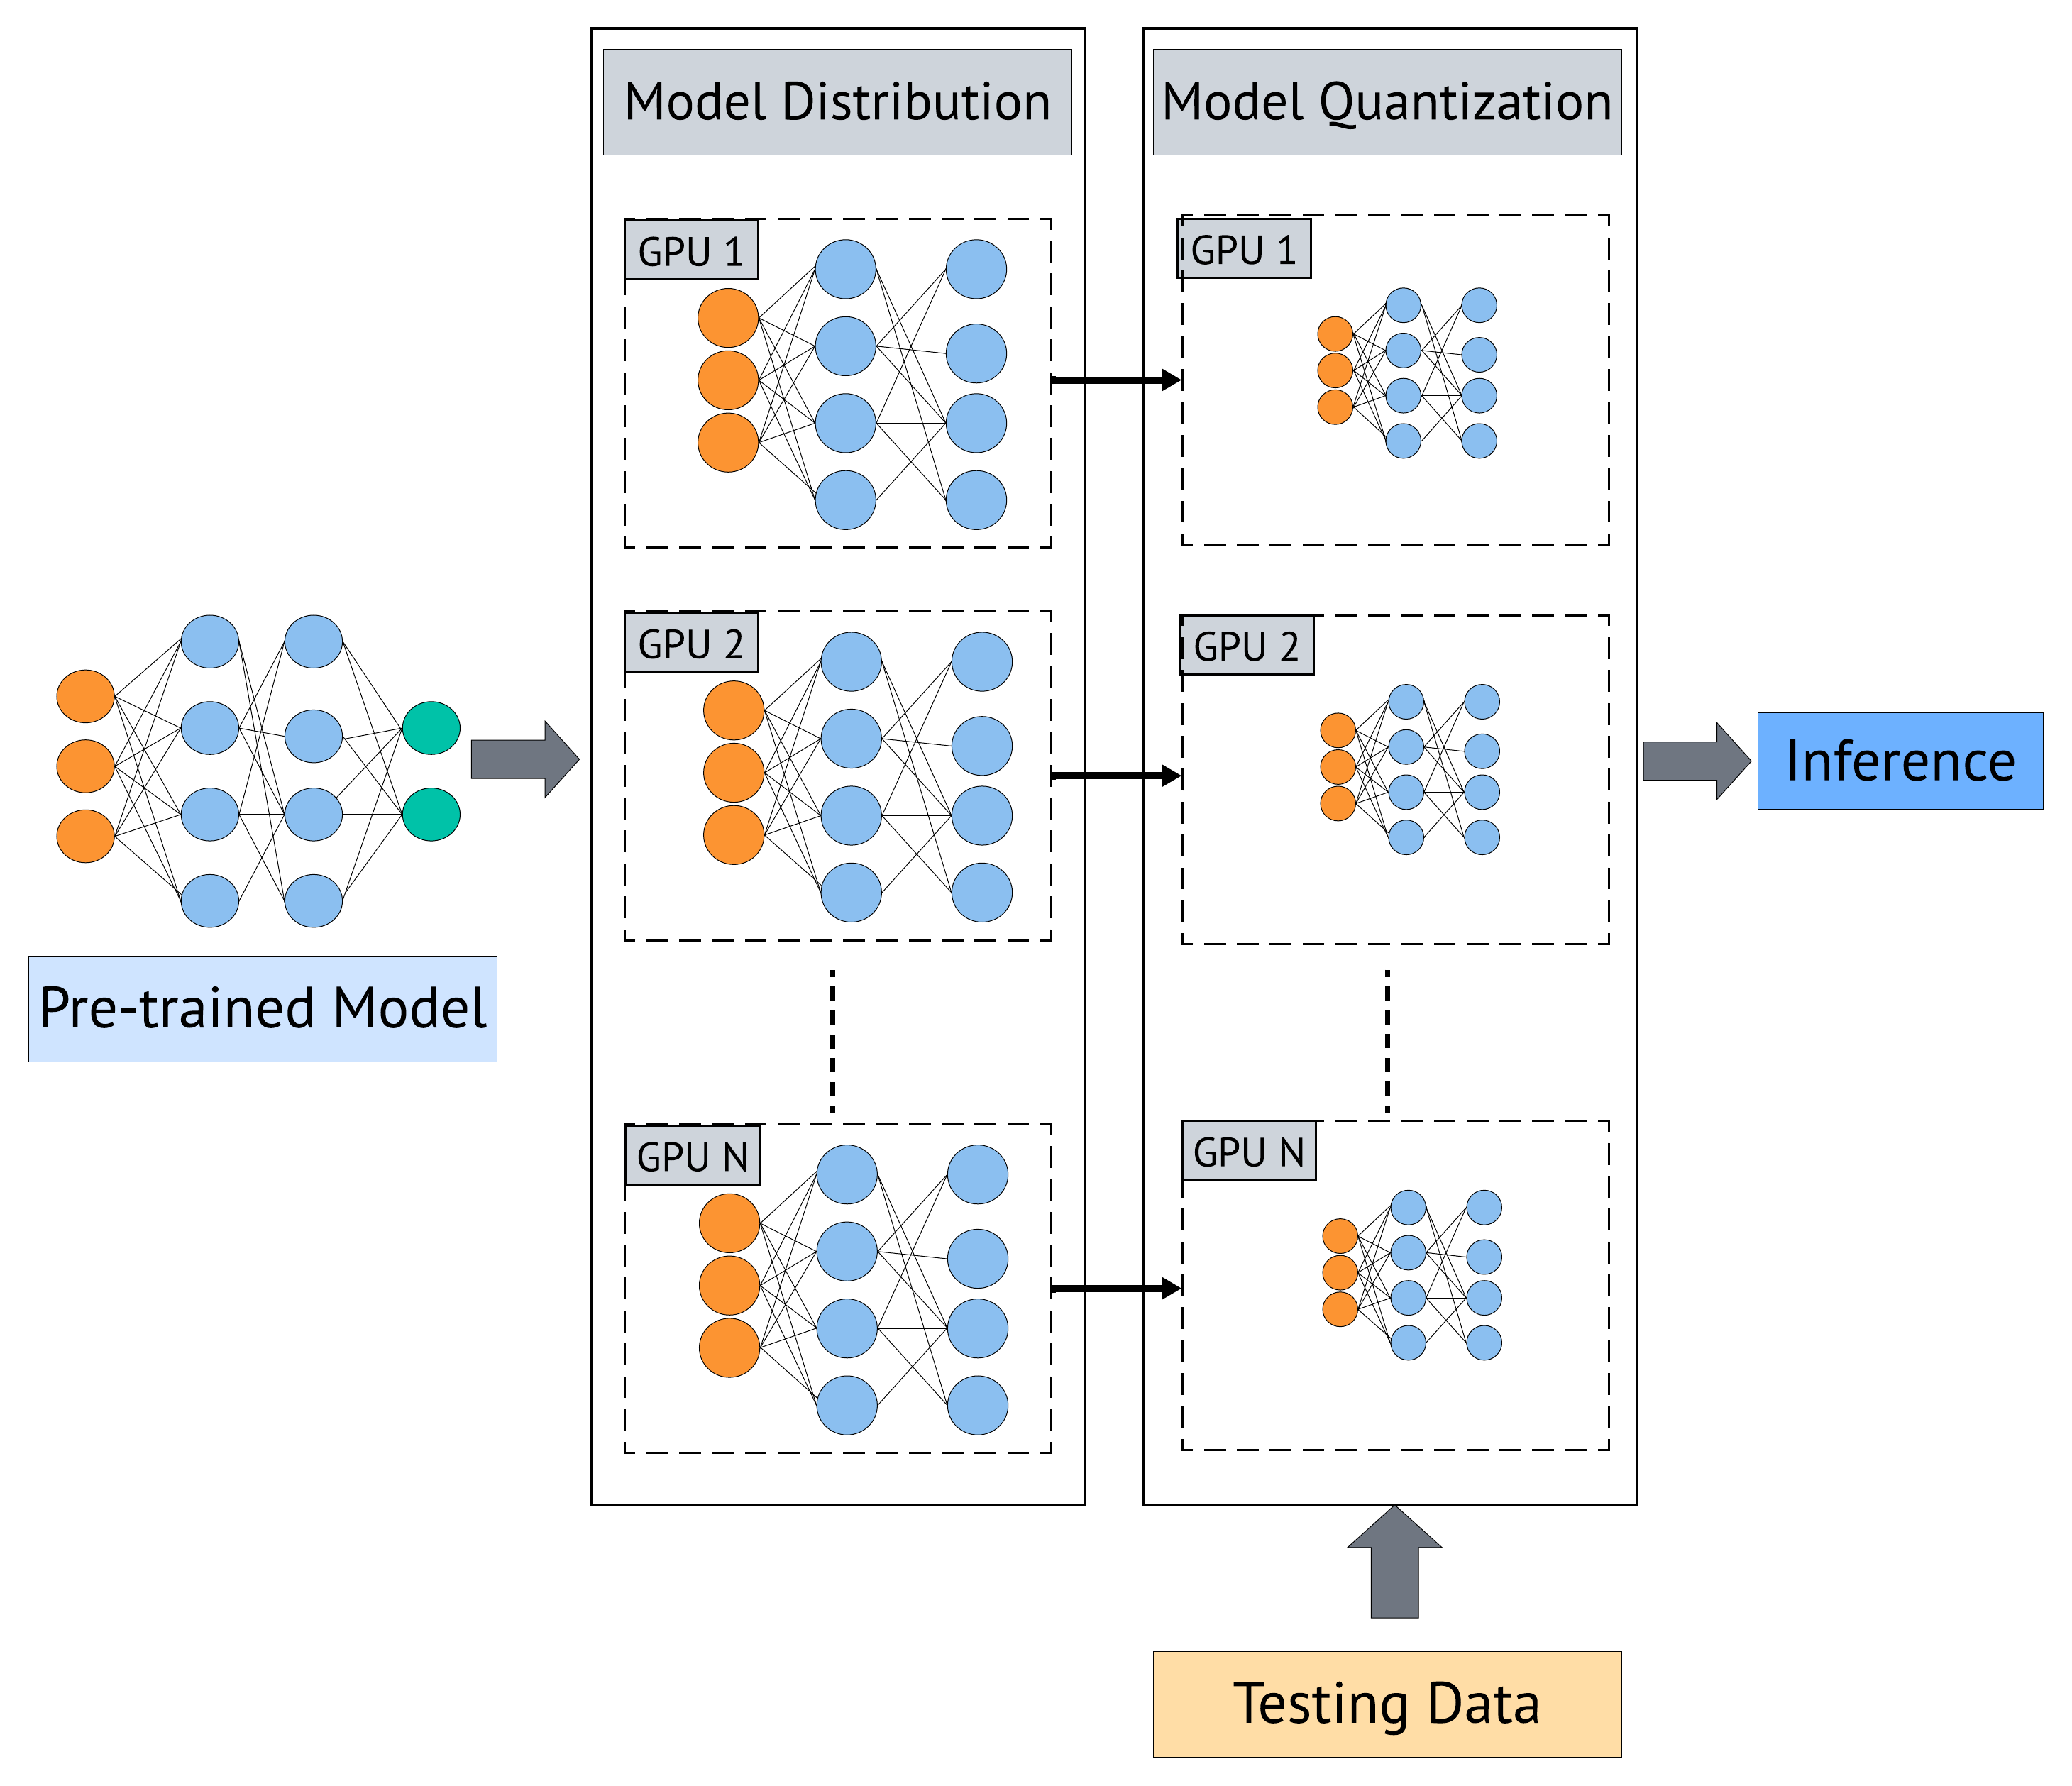 Model Distribution
Model Quantization
GPU 1
GPU 1
GPU 2
GPU 2
Inference
Pre-trained Model
GPU N
GPU N
Testing Data